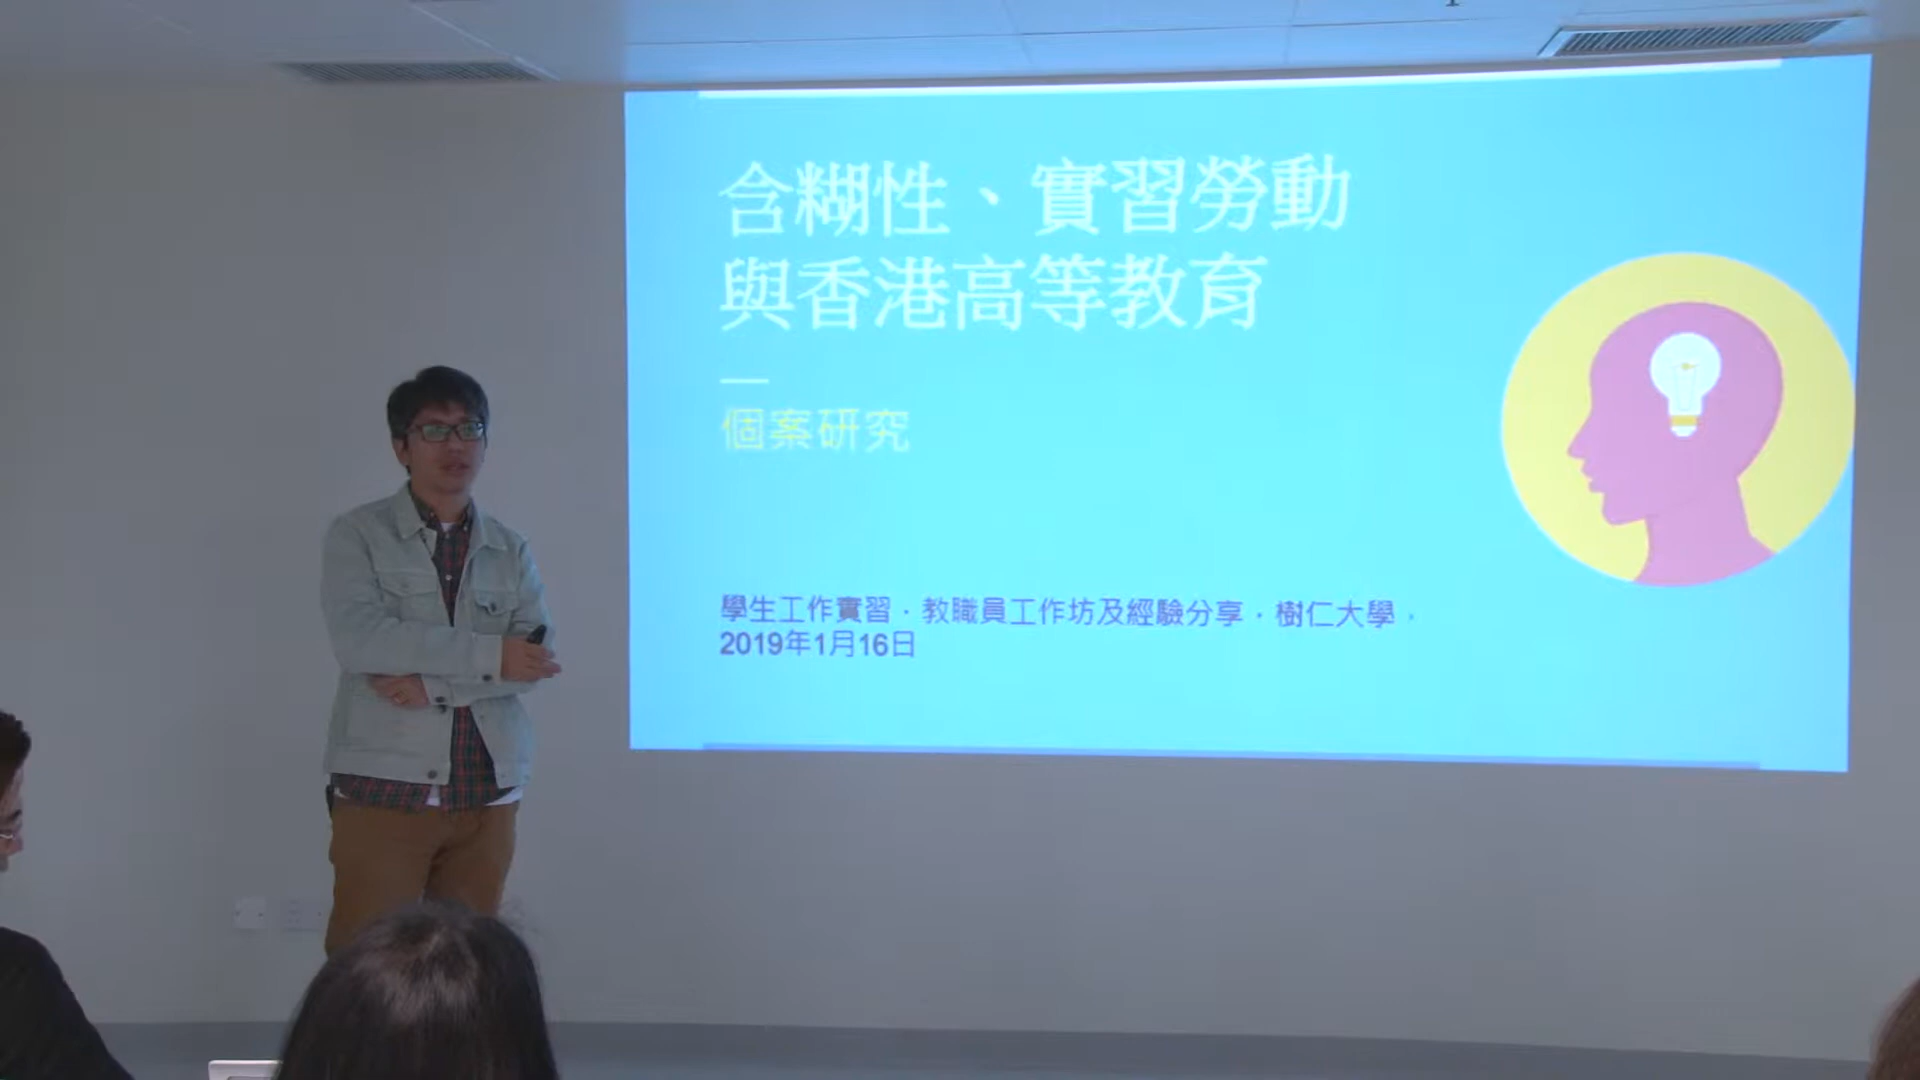 含糊性、實習勞動
與香港高等教育
個案研究
學生工作實習．教職員工作坊及經驗分享．樹仁大學．
2019年1月16日